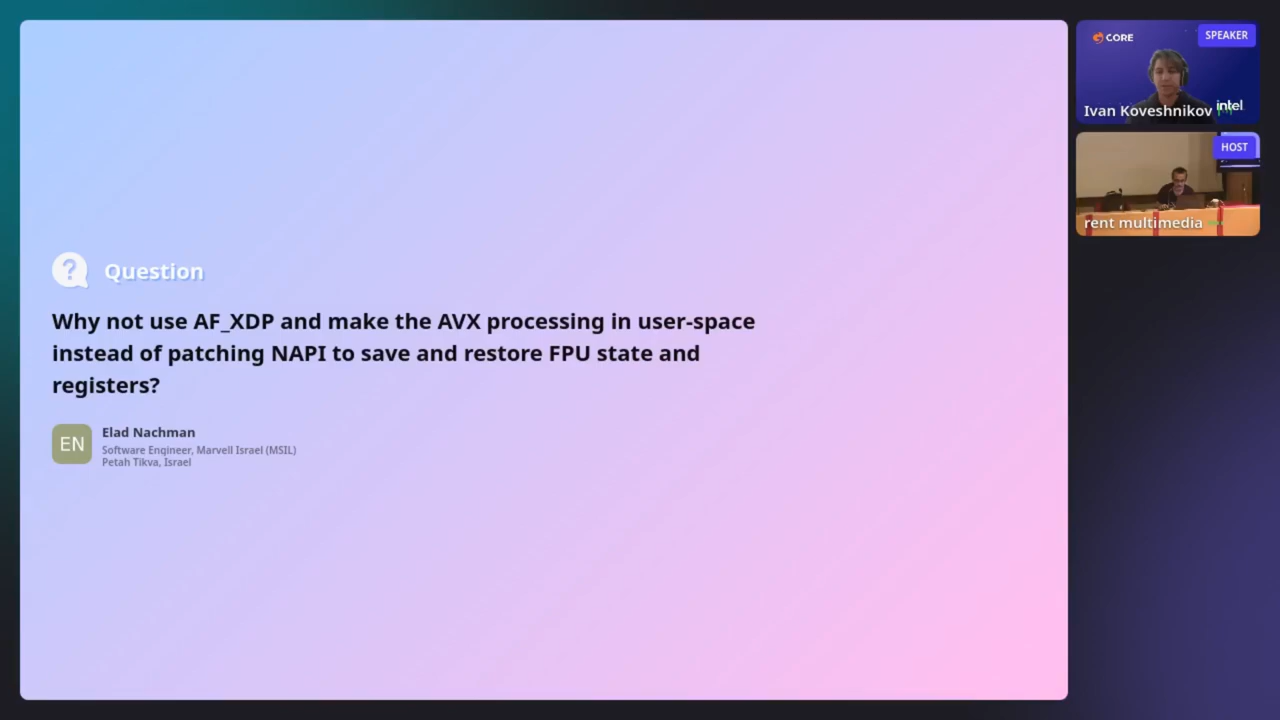 Question
Why not use AF_XDP and make the AVX processing in user-space
instead of patching NAPI to save and restore FPU state and
registers?
EN
Elad Nachman
Software Engineer, Marvell Israel (MSIL)
Petah Tikva, Israel
CORE
SPEAKER
Ivan Koveshnikov
intel
HOST
rent multimedia